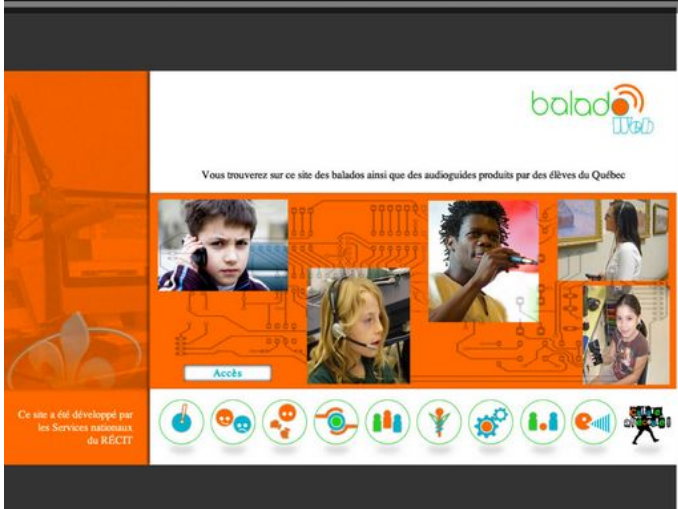 balado
Web
Vous trouverez sur ce site des balados ainsi que des audioguides produits par des élèves du Québec
Accès
Ce site a été développé par
les Services nationaux
du RÉCIT